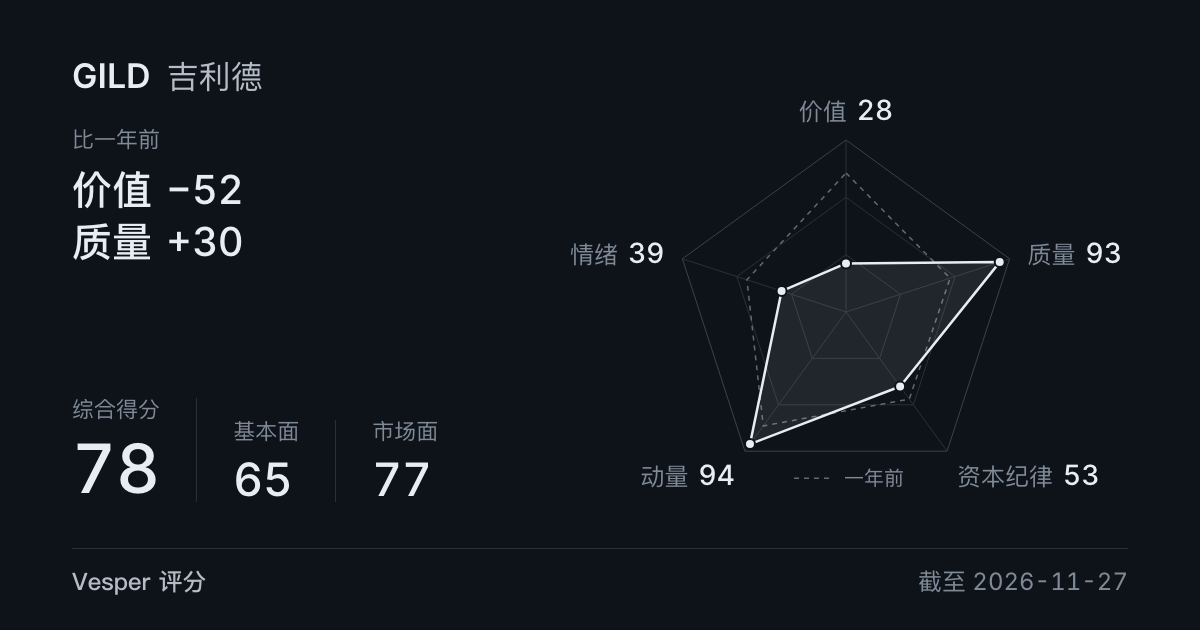 GILD 吉利德
比一年前
价值 −52
质量 +30
综合得分
78
基本面
65
市场面
77
价值 28
质量 93
资本纪律 53
动量 94
情绪 39
一年前
Vesper 评分
截至 2026-11-27